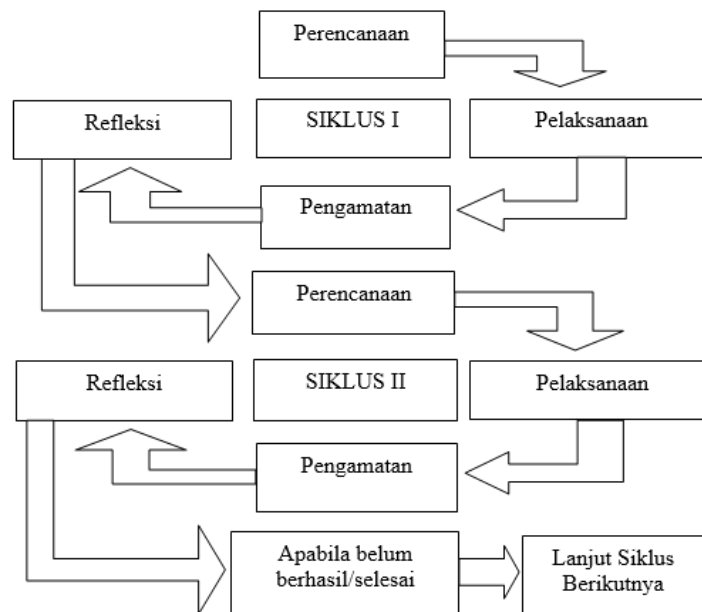 Perencanaan
Refleksi
SIKLUS I
Pelaksanaan
Pengamatan
Perencanaan
Refleksi
SIKLUS II
Pelaksanaan
Pengamatan
Apabila belum
berhasil/selesai
Lanjut Siklus
Berikutnya